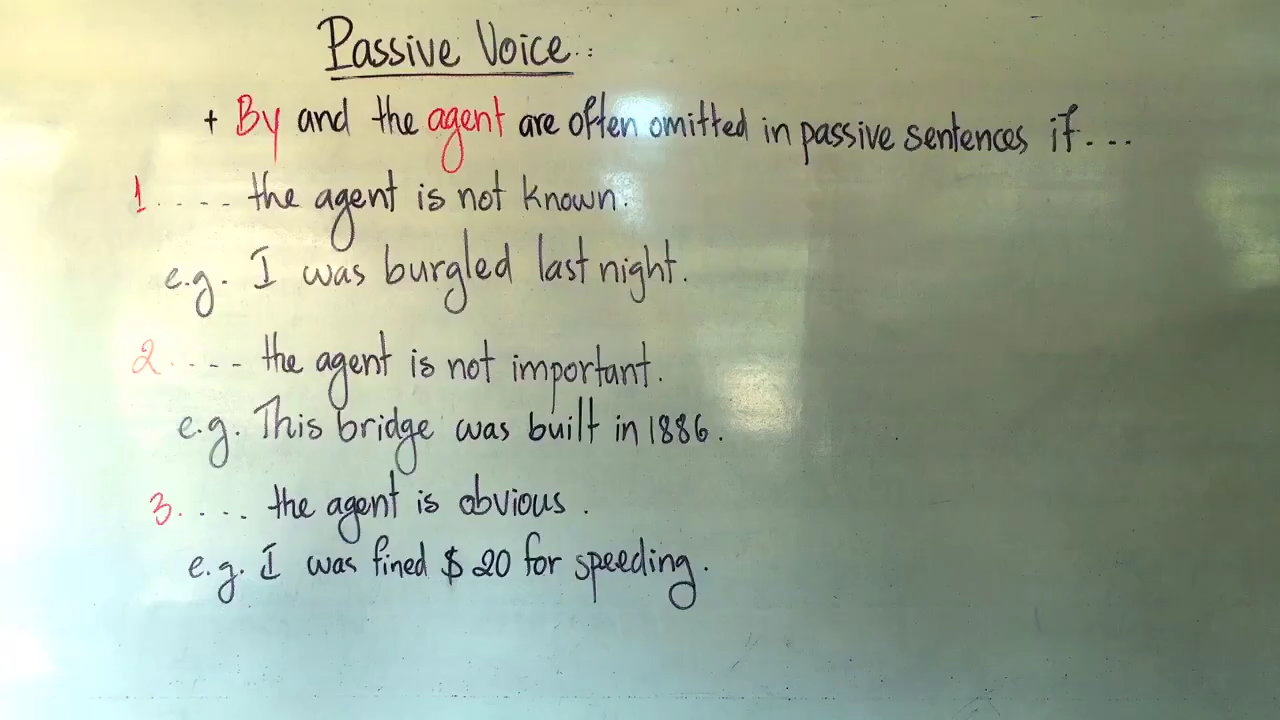 Passive Voice :
+ By and the agent are often omitted in passive sentences if ...
1 .... the agent is not known.
e.g. I was burgled last night.
2 .... the agent is not important.
e.g. This bridge was built in 1886.
3 .... the agent is obvious.
e.g. I was fined $20 for speeding.